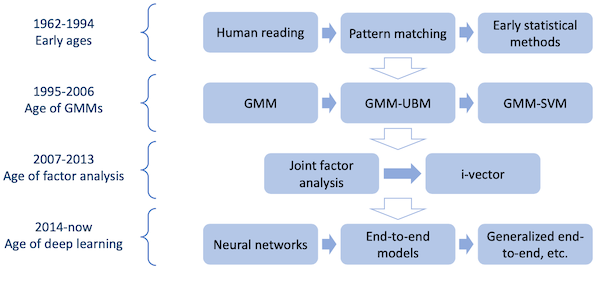 1962-1994
Early ages
Human reading
Pattern matching
Early statistical
methods
1995-2006
Age of GMMs
GMM
GMM-UBM
GMM-SVM
2007-2013
Age of factor analysis
Joint factor
analysis
i-vector
2014-now
Age of deep learning
Neural networks
End-to-end
models
Generalized end-
to-end, etc.